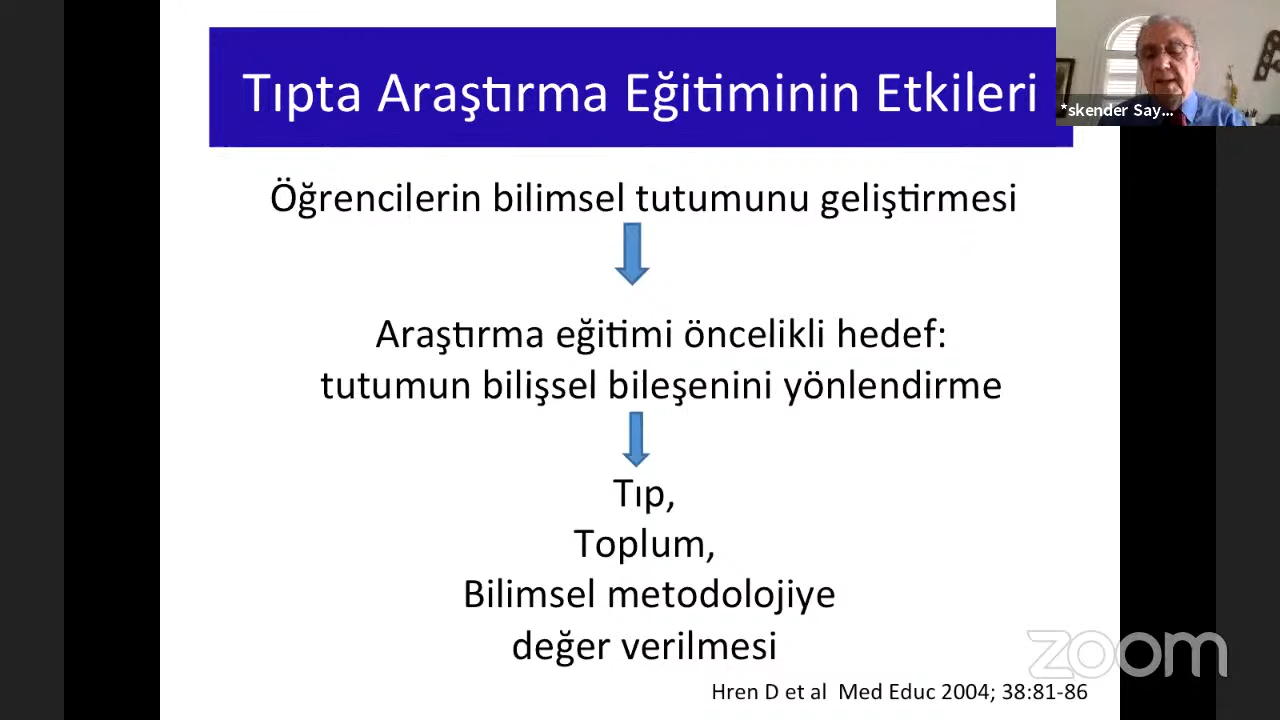 Tıpta Araştırma Eğitiminin Etkileri
*skender Say...
Öğrencilerin bilimsel tutumunu geliştirmesi
Araştırma eğitimi öncelikli hedef:
tutumun bilişsel bileşenini yönlendirme
Tıp,
Toplum,
Bilimsel metodolojiye
değer verilmesi
zoom
Hren D et al Med Educ 2004; 38:81-86